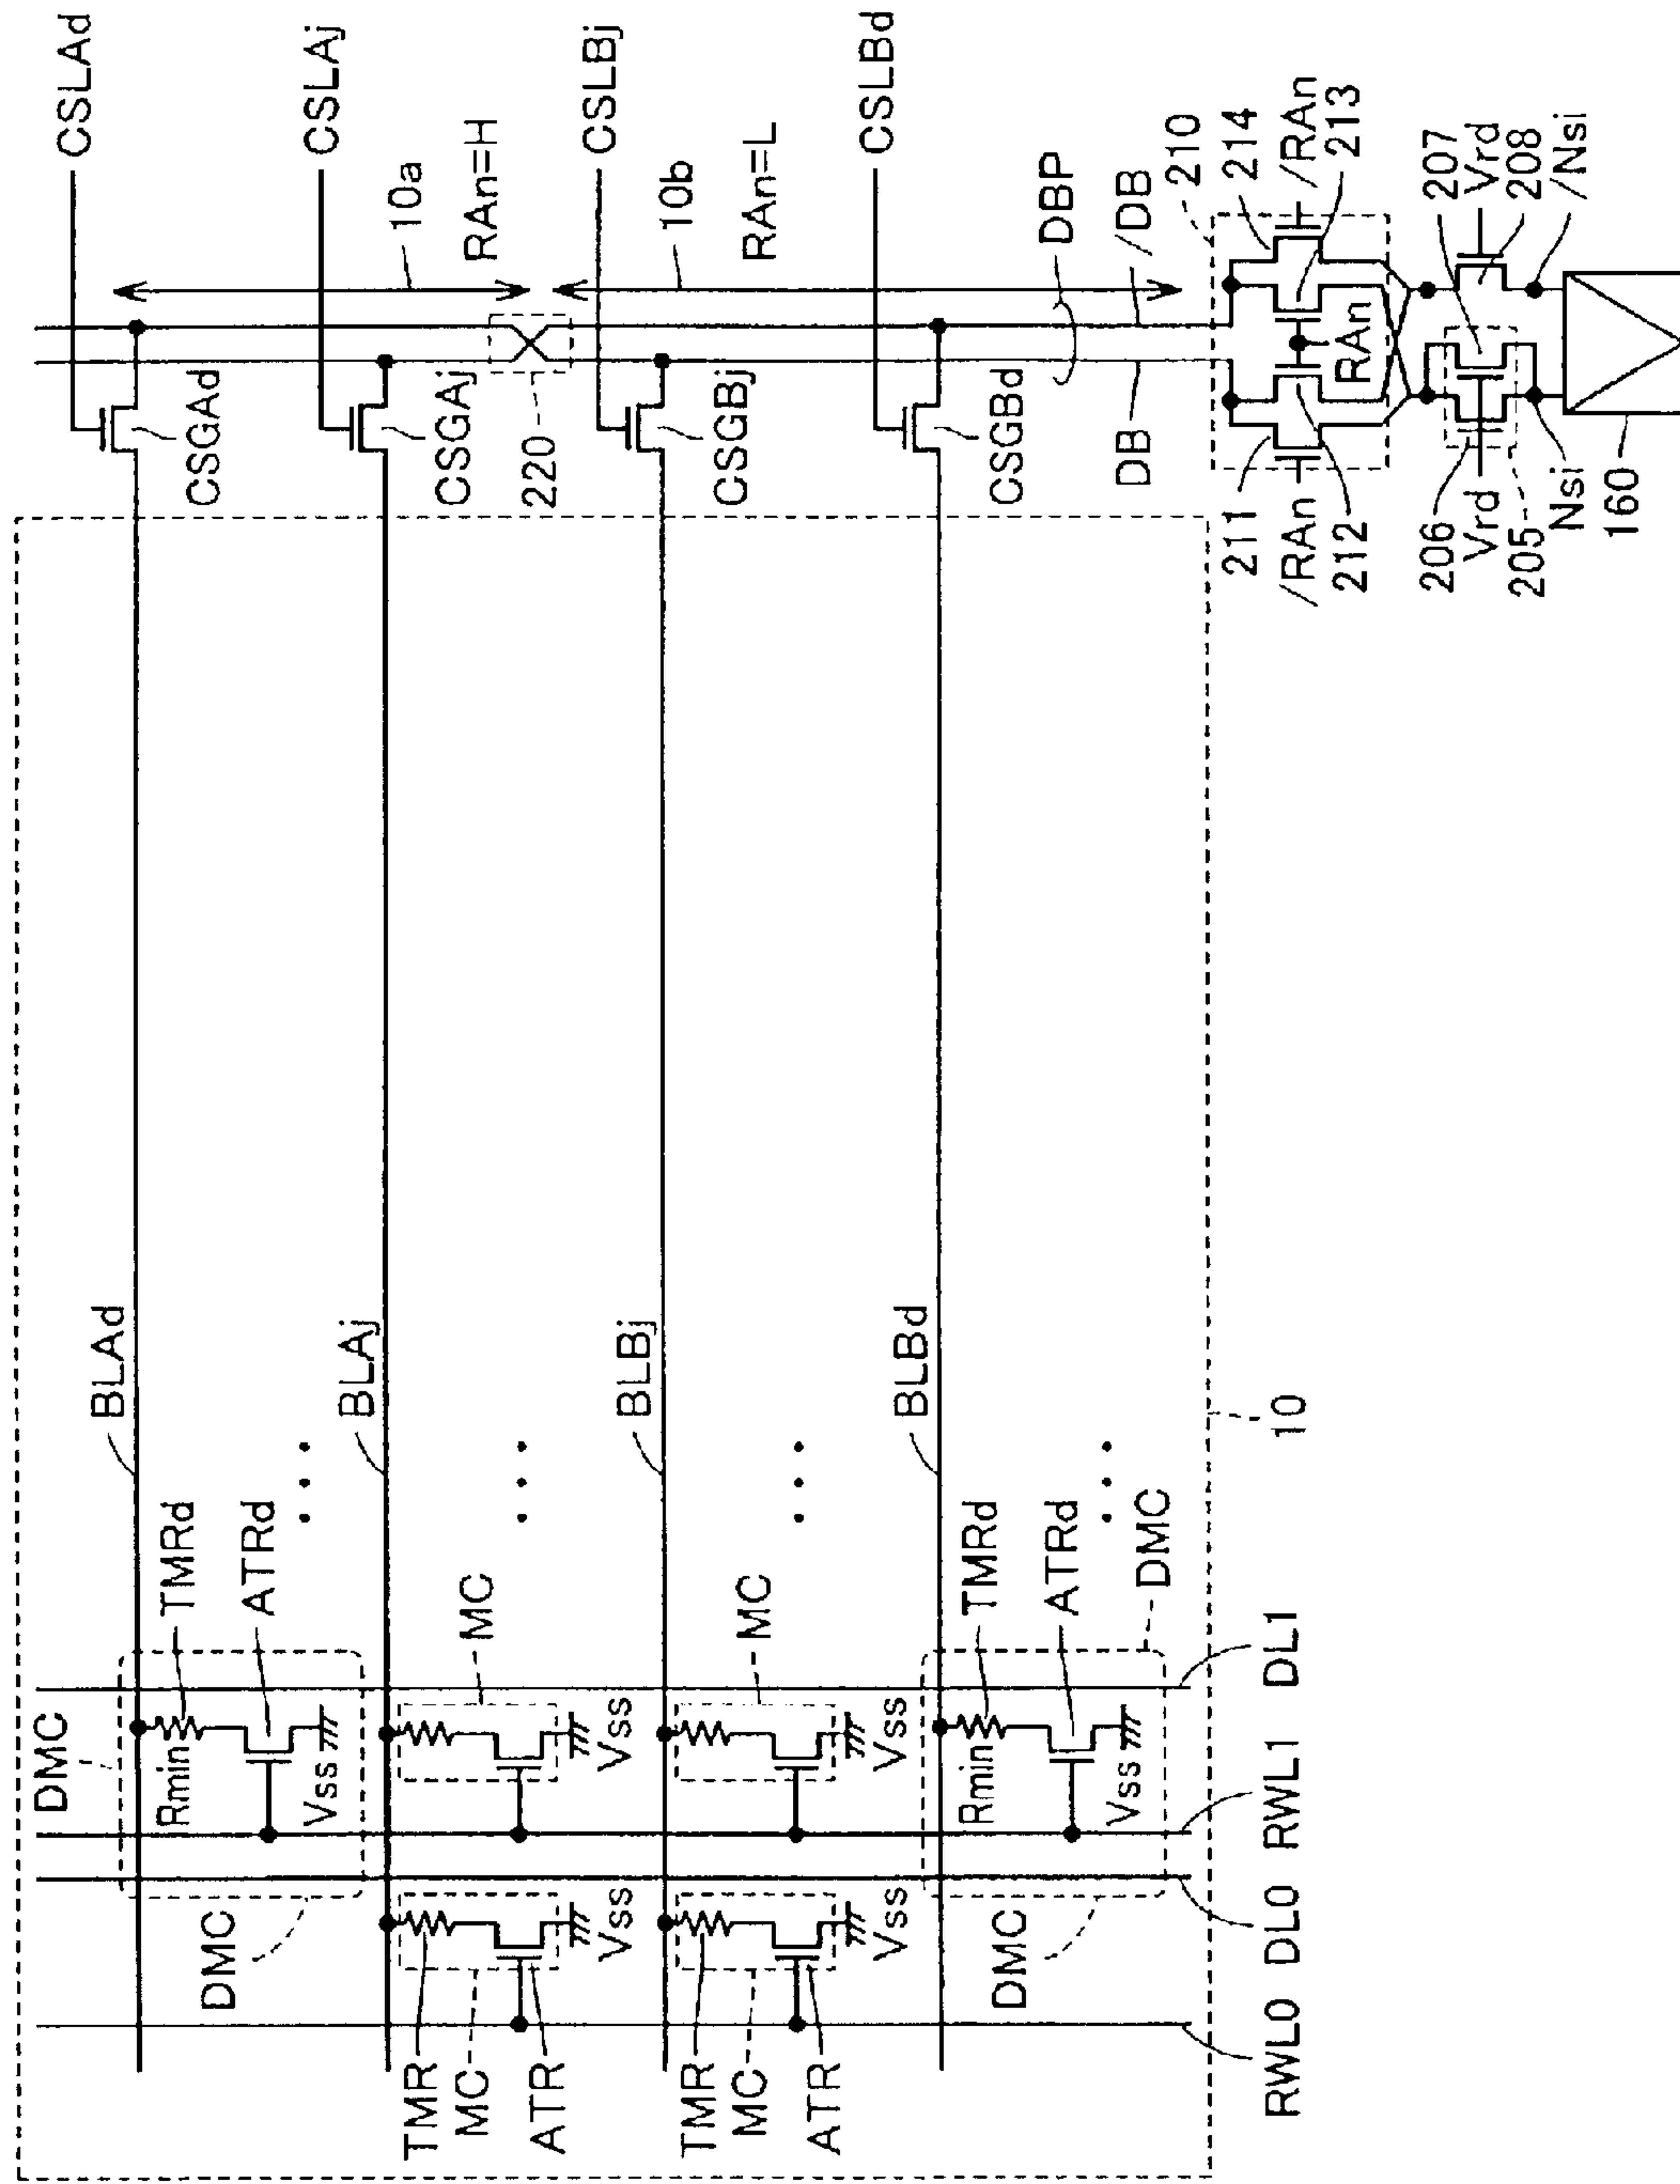 CSLAd
CSLAj
CSLBj
CSLBd
10a
RAn=H
10b
RAn=L
DBP
/DB
DB
210
214
/RAn
213
RAn
211
/RAn
212
207
Vrd
208
/Nsi
206
Vrd
205
Nsi
160
CSGAd
CSGAj
220
CSGBj
CSGBd
BLAd
BLAj
BLBj
BLBd
10
TMRd
ATRd
MC
MC
TMRd
ATRd
DMC
DMC
Rmin
Vss
Vss
Vss
Rmin
Vss
DMC
Vss
Vss
DMC
TMR
MC
ATR
TMR
MC
ATR
RWL0 DL0 RWL1 DL1